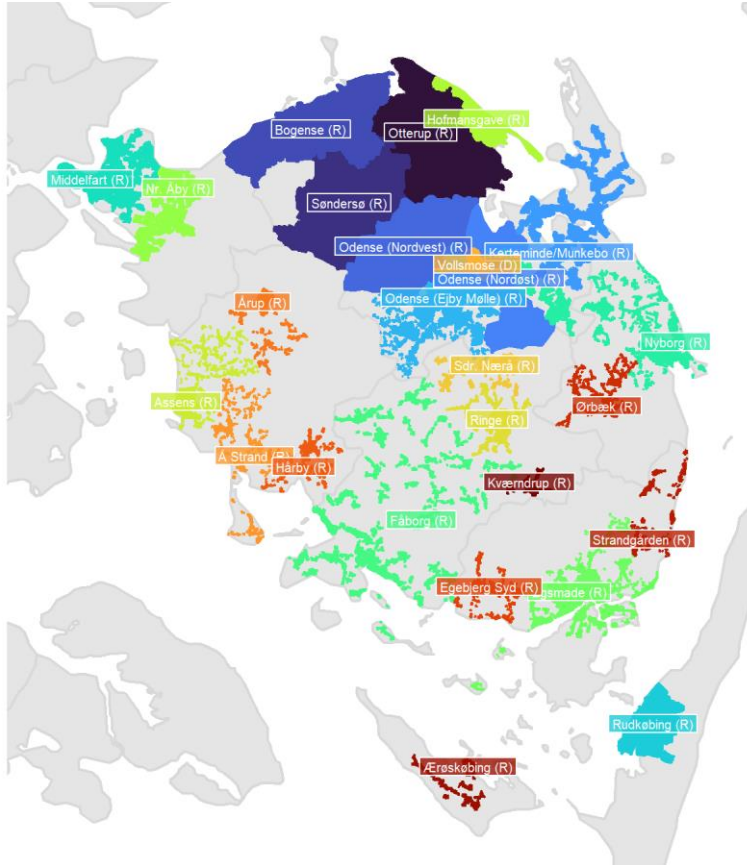 Hofmansgave (R)
Bogense (R)
Otterup (R)
Middelfart (R)
Nr. Åby (R)
Søndersø (R)
Odense (Nordvest) (R)
Kerteminde/Munkebo (R)
Vollsmose (D)
Odense (Nordøst) (R)
Odense (Ejby Mølle) (R)
Årup (R)
Nyborg (R)
Sdr. Nærå (R)
Assens (R)
Ørbæk (R)
Ringe (R)
Å Strand (R)
Hårby (R)
Kværndrup (R)
Fåborg (R)
Strandgården (R)
Egebjerg Syd (R)
gsmade (R)
Rudkøbing (R)
Ærøskøbing (R)